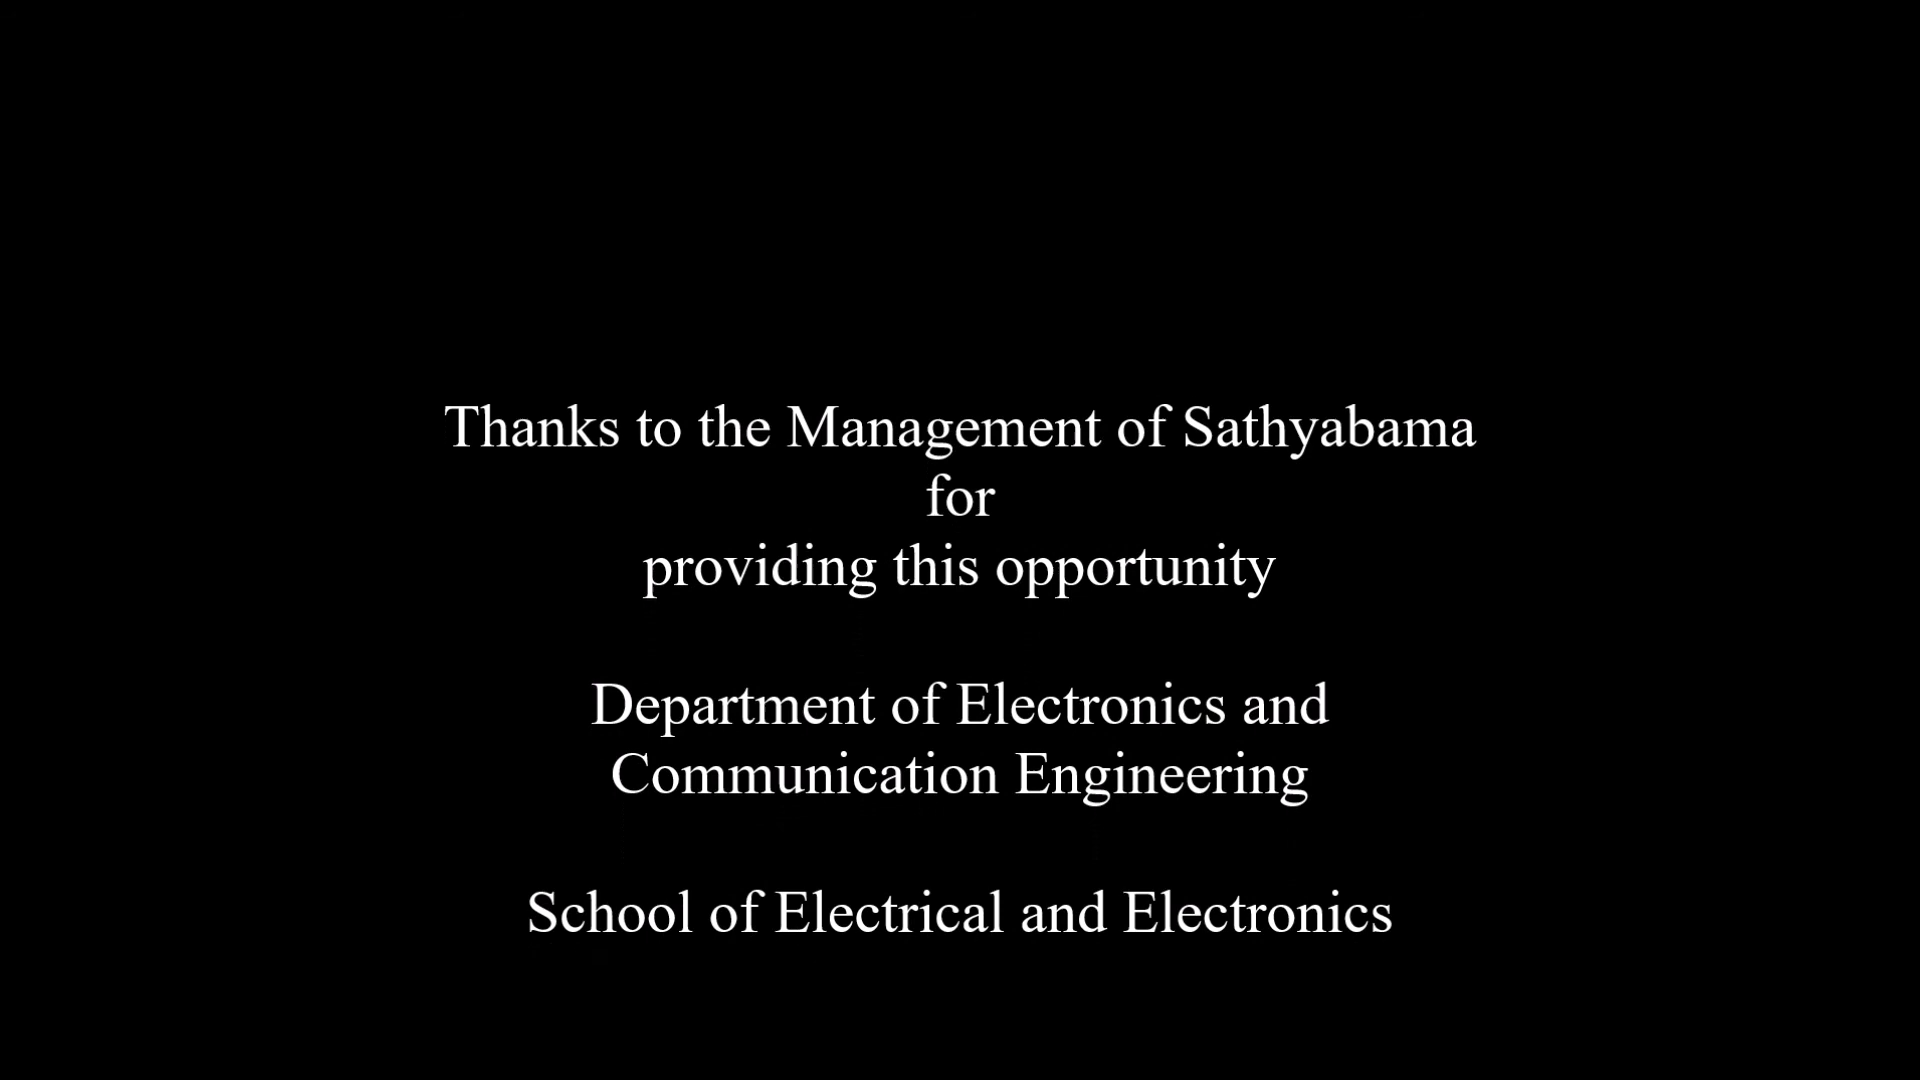 Thanks to the Management of Sathyabama
for
providing this opportunity
Department of Electronics and
Communication Engineering
School of Electrical and Electronics